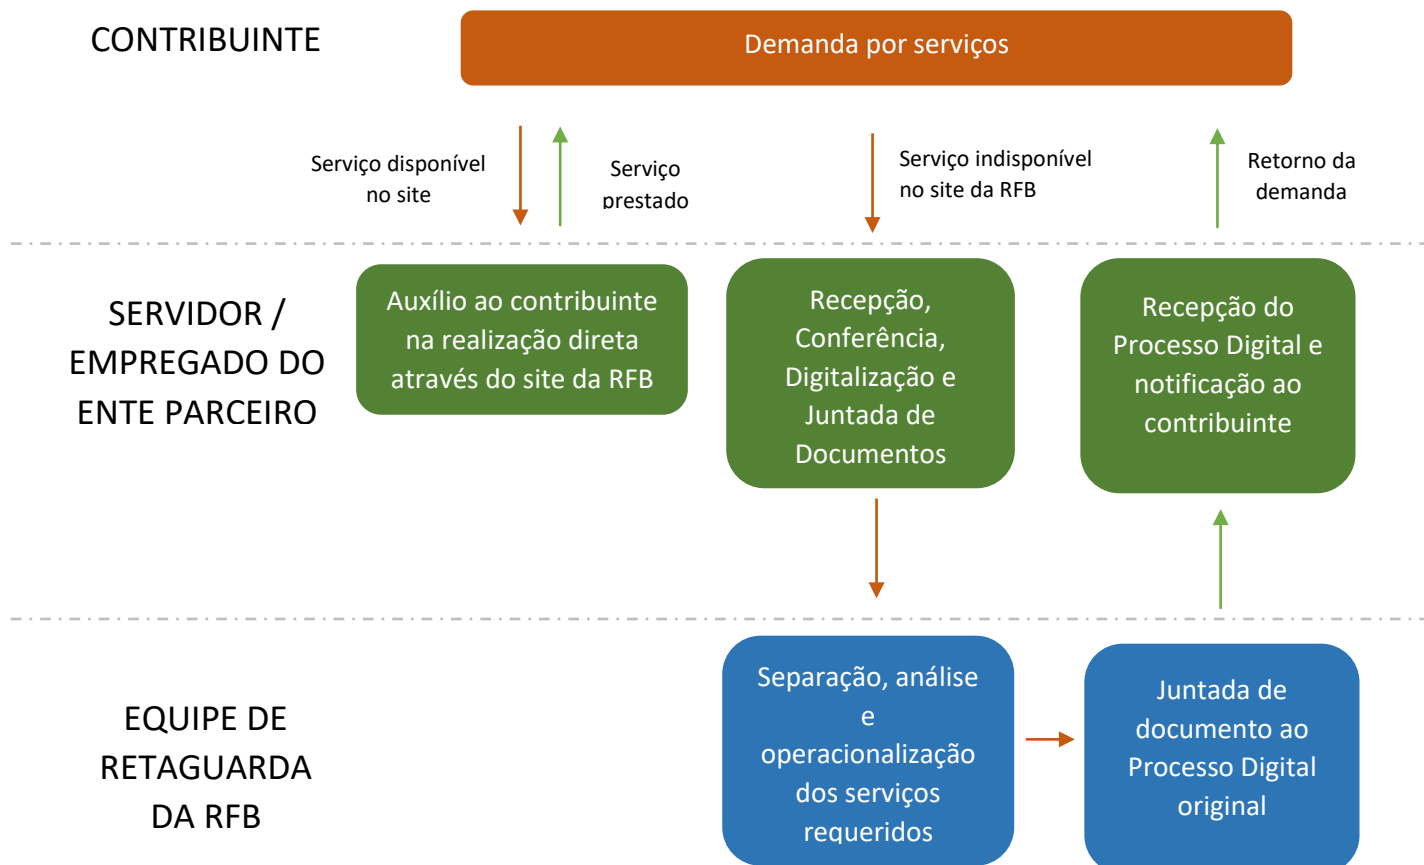 CONTRIBUINTE
Demanda por serviços
Serviço disponível
no site
Serviço
prestado
Serviço indisponível
no site da RFB
Retorno da
demanda
SERVIDOR /
EMPREGADO DO
ENTE PARCEIRO
Auxílio ao contribuinte
na realização direta
através do site da RFB
Recepção,
Conferência,
Digitalização e
Juntada de
Documentos
Recepção do
Processo Digital e
notificação ao
contribuinte
EQUIPE DE
RETAGUARDA
DA RFB
Separação, análise
e
operacionalização
dos serviços
requeridos
Juntada de
documento ao
Processo Digital
original